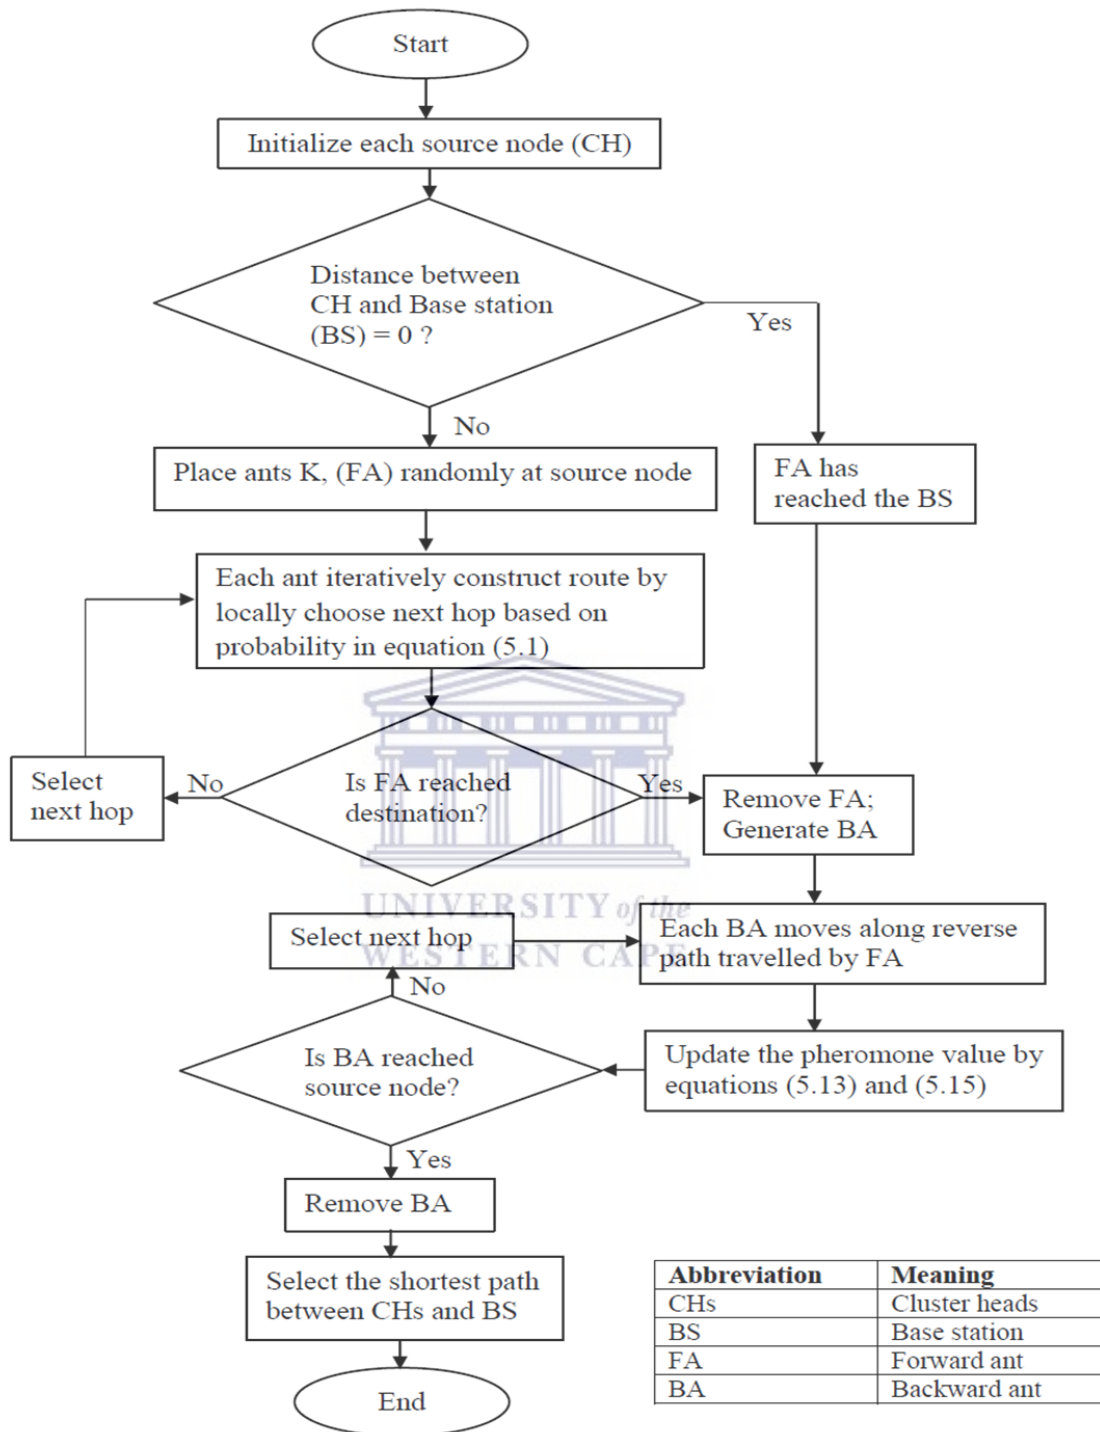 Start
Initialize each source node (CH)
Distance between
CH and Base station
(BS) = 0 ?
Yes
No
Place ants K, (FA) randomly at source node
FA has
reached the BS
Each ant iteratively construct route by
locally choose next hop based on
probability in equation (5.1)
Select
next hop
No
Is FA reached
destination?
Yes
Remove FA;
Generate BA
UNIVERSITY of the
WESTERN CAPE
Select next hop
Each BA moves along reverse
path travelled by FA
No
Is BA reached
source node?
Update the pheromone value by
equations (5.13) and (5.15)
Yes
Remove BA
Select the shortest path
between CHs and BS
End
Abbreviation Meaning
CHs Cluster heads
BS Base station
FA Forward ant
BA Backward ant